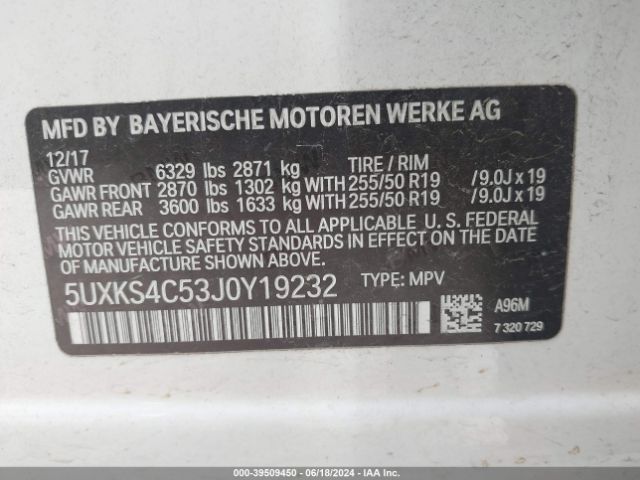 MFD BY BAYERISCHE MOTOREN WERKE AG
12/17
GVWR 6329 lbs 2871 kg TIRE / RIM
GAWR FRONT 2870 lbs 1302 kg WITH 255/50 R19 / 9.0J x 19
GAWR REAR 3600 lbs 1633 kg WITH 255/50 R19 / 9.0J x 19
THIS VEHICLE CONFORMS TO ALL APPLICABLE U. S. FEDERAL
MOTOR VEHICLE SAFETY STANDARDS IN EFFECT ON THE DATE
OF MANUFACTURE SHOWN ABOVE.
5UXKS4C53J0Y19232 TYPE: MPV
A96M
7 320 729
000-39509450 - 06/18/2024 - IAAI.COM